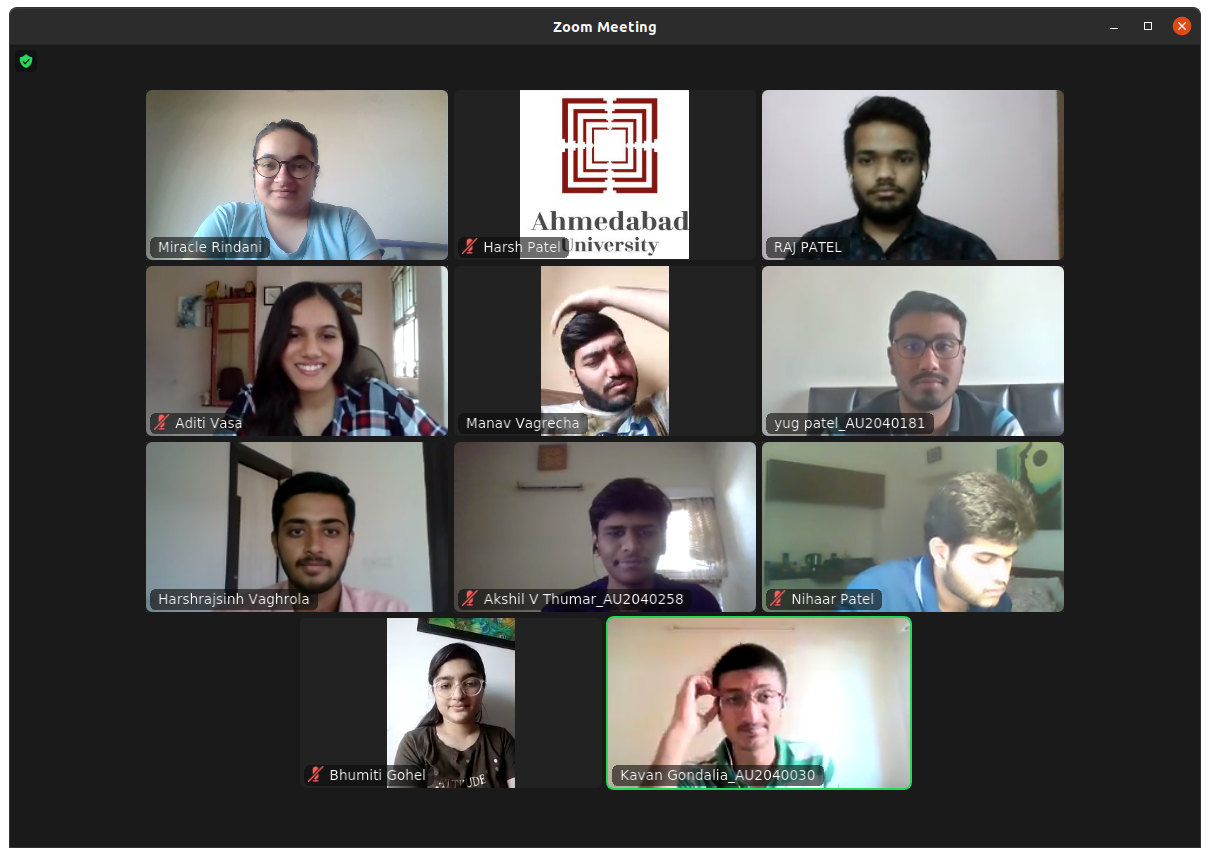 Zoom Meeting
Miracle Rindani
Ahmedabad
University
Harsh Patel
RAJ PATEL
Aditi Vasa
Manav Vagrecha
yug patel_AU2040181
Harshrajsinh Vaghrola
Akshil V Thumar_AU2040258
Nihaar Patel
Bhumiti Gohel
Kavan Gondalia_AU2040030